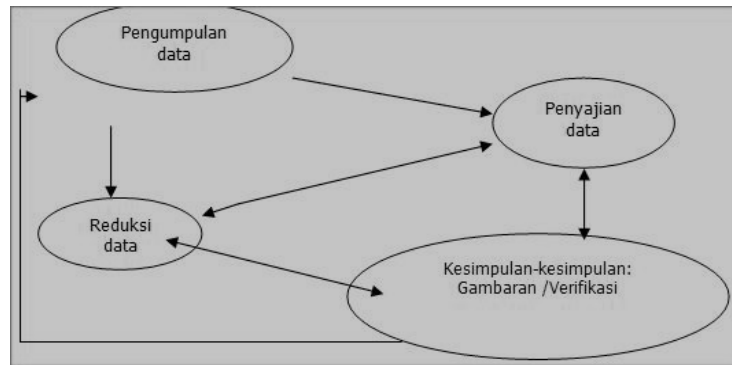 Pengumpulan
data
Penyajian
data
Reduksi
data
Kesimpulan-kesimpulan:
Gambaran /Verifikasi